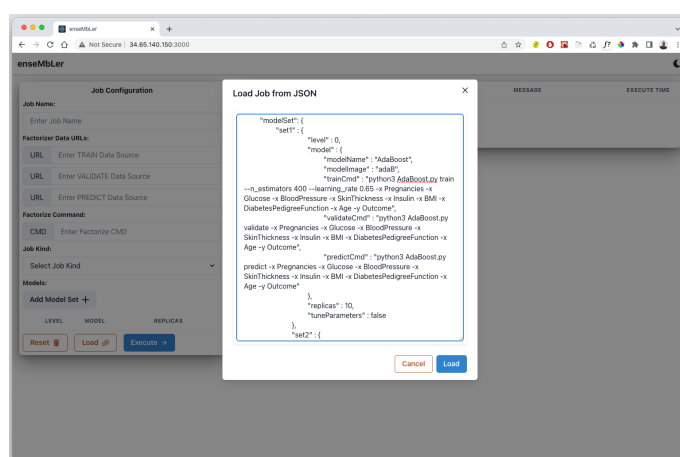 enseMbLer
Not Secure | 34.65.140.150:3000
enseMbLer
Job Configuration
Job Name:
Enter Job Name
Factorizer Data URLs:
URL Enter TRAIN Data Source
URL Enter VALIDATE Data Source
URL Enter PREDICT Data Source
Factorize Command:
CMD Enter Factorize CMD
Job Kind:
Select Job Kind
Models:
Add Model Set +
LEVEL MODEL REPLICAS
Reset Load Execute →
MESSAGE EXECUTE TIME
Load Job from JSON
"modelSet": {
"set1": {
"level" : 0,
"model" : {
"modelName" : "AdaBoost",
"modelImage" : "adaB",
"trainCmd" : "python3 AdaBoost.py train
--n_estimators 400 --learning_rate 0.65 -x Pregnancies -x
Glucose -x BloodPressure -x SkinThickness -x Insulin -x BMI -x
DiabetesPedigreeFunction -x Age -y Outcome",
"validateCmd" : "python3 AdaBoost.py
validate -x Pregnancies -x Glucose -x BloodPressure -x
SkinThickness -x Insulin -x BMI -x DiabetesPedigreeFunction -x
Age -y Outcome",
"predictCmd" : "python3 AdaBoost.py
predict -x Pregnancies -x Glucose -x BloodPressure -x
SkinThickness -x Insulin -x BMI -x DiabetesPedigreeFunction -x
Age -y Outcome"
},
"replicas" : 10,
"tuneParameters" : false
},
"set2" : {
Cancel Load